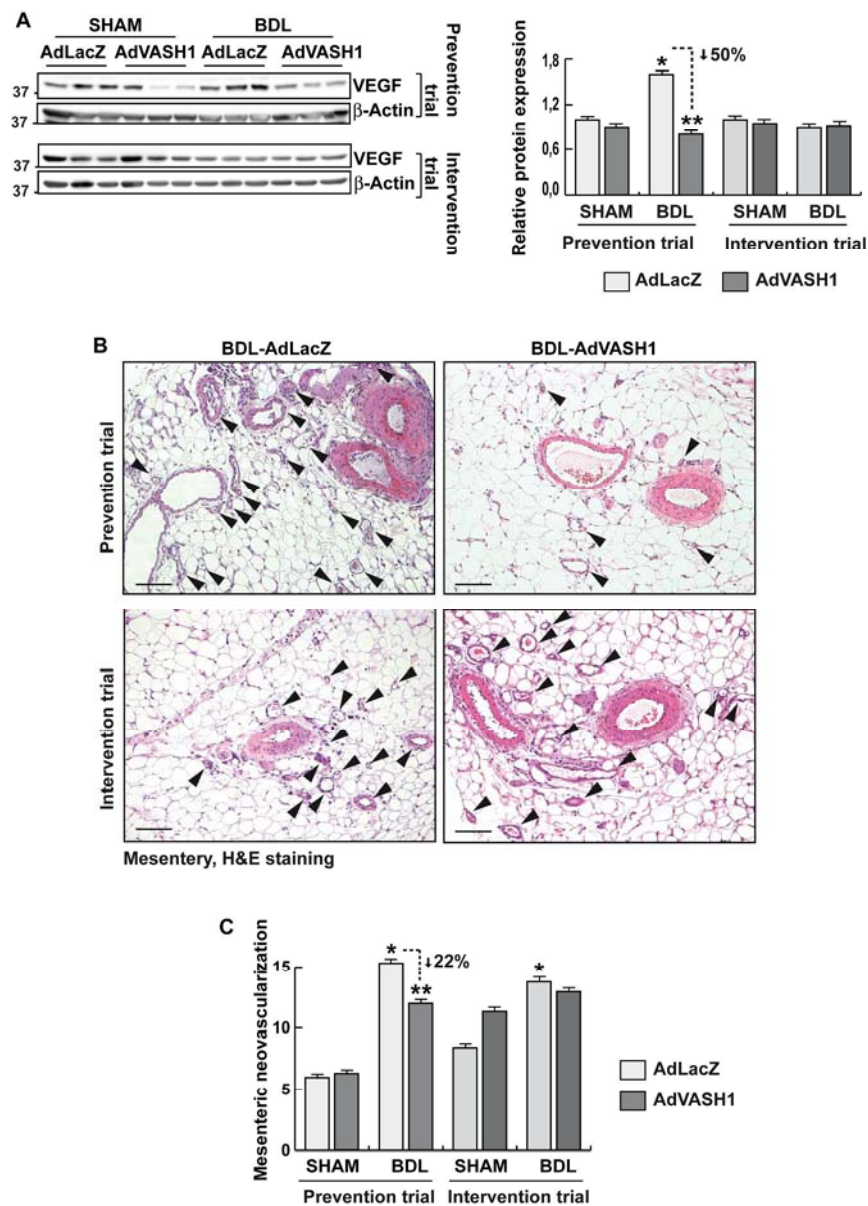 A
SHAM BDL
AdLacZ AdVASH1 AdLacZ AdVASH1
37 VEGF
37 β-Actin
Prevention trial
37 VEGF
37 β-Actin
Intervention trial
Relative protein expression
1,8
1,2
0,6
0,0
* ↓50%
**
SHAM BDL SHAM BDL
Prevention trial Intervention trial
AdLacZ AdVASH1
B
BDL-AdLacZ BDL-AdVASH1
Prevention trial
Intervention trial
Mesentery, H&E staining
C
Mesenteric neovascularization
15
10
5
0
* ↓22%
**
*
AdLacZ
AdVASH1
SHAM BDL SHAM BDL
Prevention trial Intervention trial